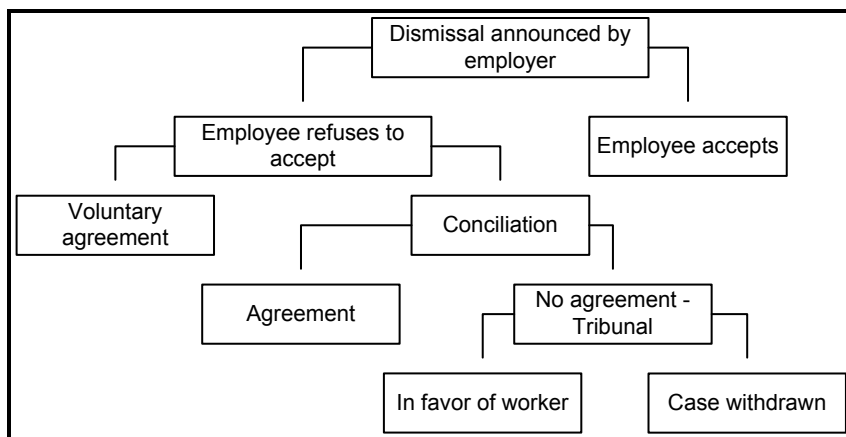 Dismissal announced by
employer
Employee refuses to
accept
Employee accepts
Voluntary
agreement
Conciliation
Agreement
No agreement -
Tribunal
In favor of worker
Case withdrawn